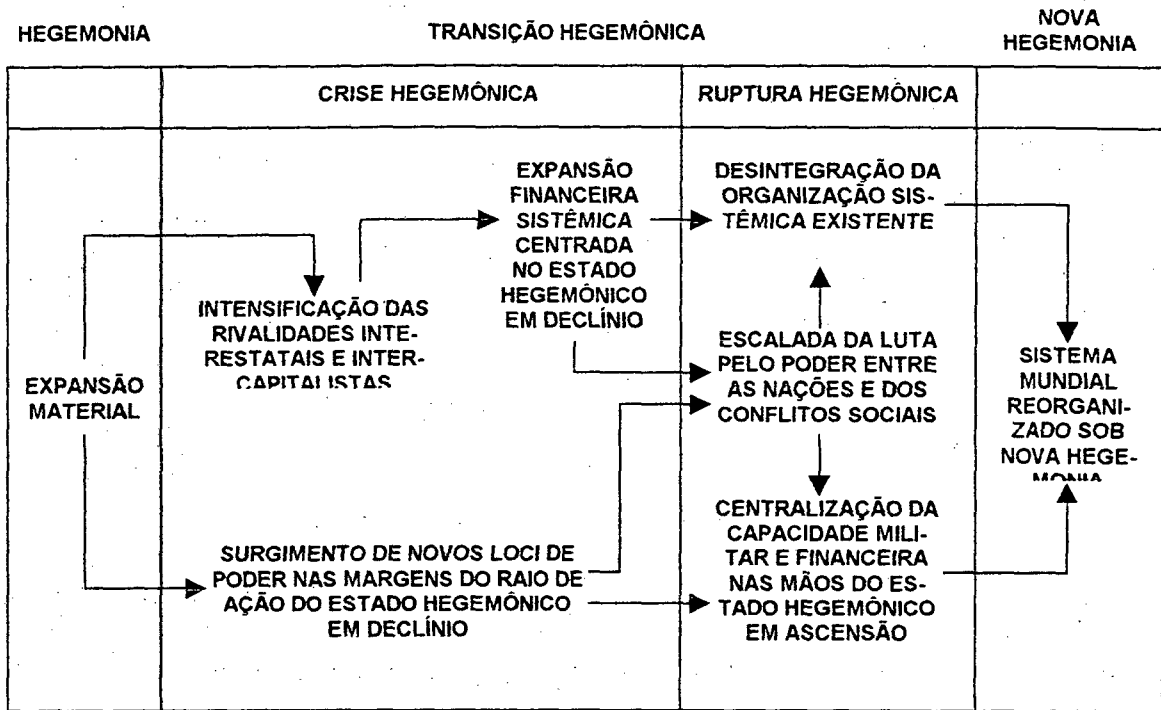 HEGEMONIA
TRANSIÇÃO HEGEMÔNICA
NOVA
HEGEMONIA
CRISE HEGEMÔNICA
RUPTURA HEGEMÔNICA
EXPANSÃO
MATERIAL
INTENSIFICAÇÃO DAS
RIVALIDADES INTE-
RESTATAIS E INTER-
CAPITALISTAS
EXPANSÃO
FINANCEIRA
SISTÊMICA
CENTRADA
NO ESTADO
HEGEMÔNICO
EM DECLÍNIO
SURGIMENTO DE NOVOS LOCI DE
PODER NAS MARGENS DO RAIO DE
AÇÃO DO ESTADO HEGEMÔNICO
EM DECLÍNIO
DESINTEGRAÇÃO DA
ORGANIZAÇÃO SIS-
TÊMICA EXISTENTE
ESCALADA DA LUTA
PELO PODER ENTRE
AS NAÇÕES E DOS
CONFLITOS SOCIAIS
CENTRALIZAÇÃO DA
CAPACIDADE MILI-
TAR E FINANCEIRA
NAS MÃOS DO ES-
TADO HEGEMÔNICO
EM ASCENSÃO
SISTEMA
MUNDIAL
REORGANI-
ZADO SOB
NOVA HEGE-
MONIA